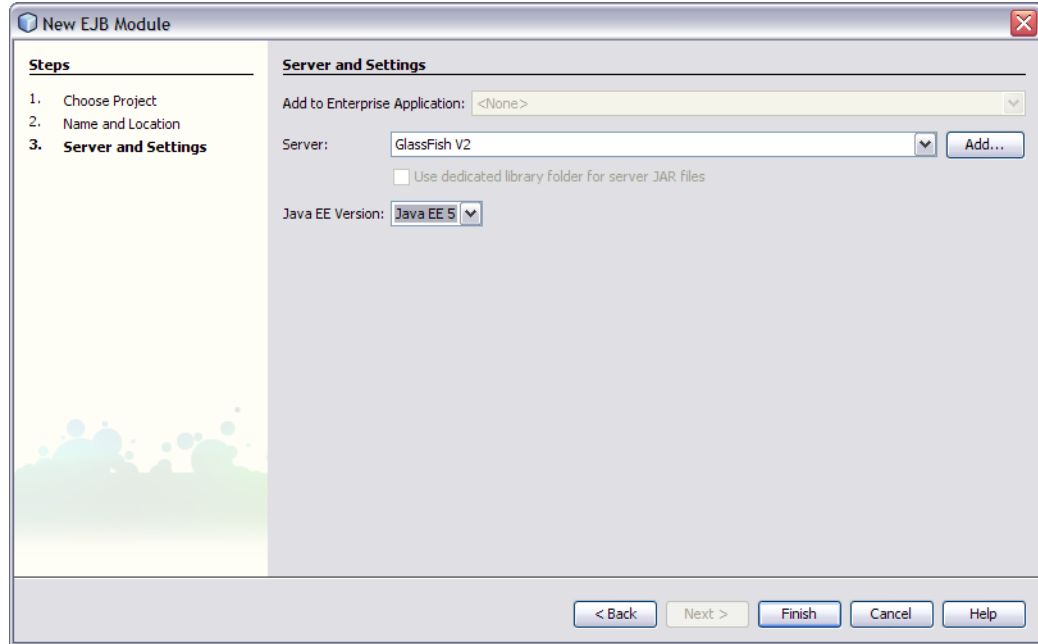 New EJB Module
Steps
1. Choose Project
2. Name and Location
3. Server and Settings
Server and Settings
Add to Enterprise Application: <None>
Server: GlassFish V2 Add...
Use dedicated library folder for server JAR files
Java EE Version: Java EE 5
< Back Next > Finish Cancel Help